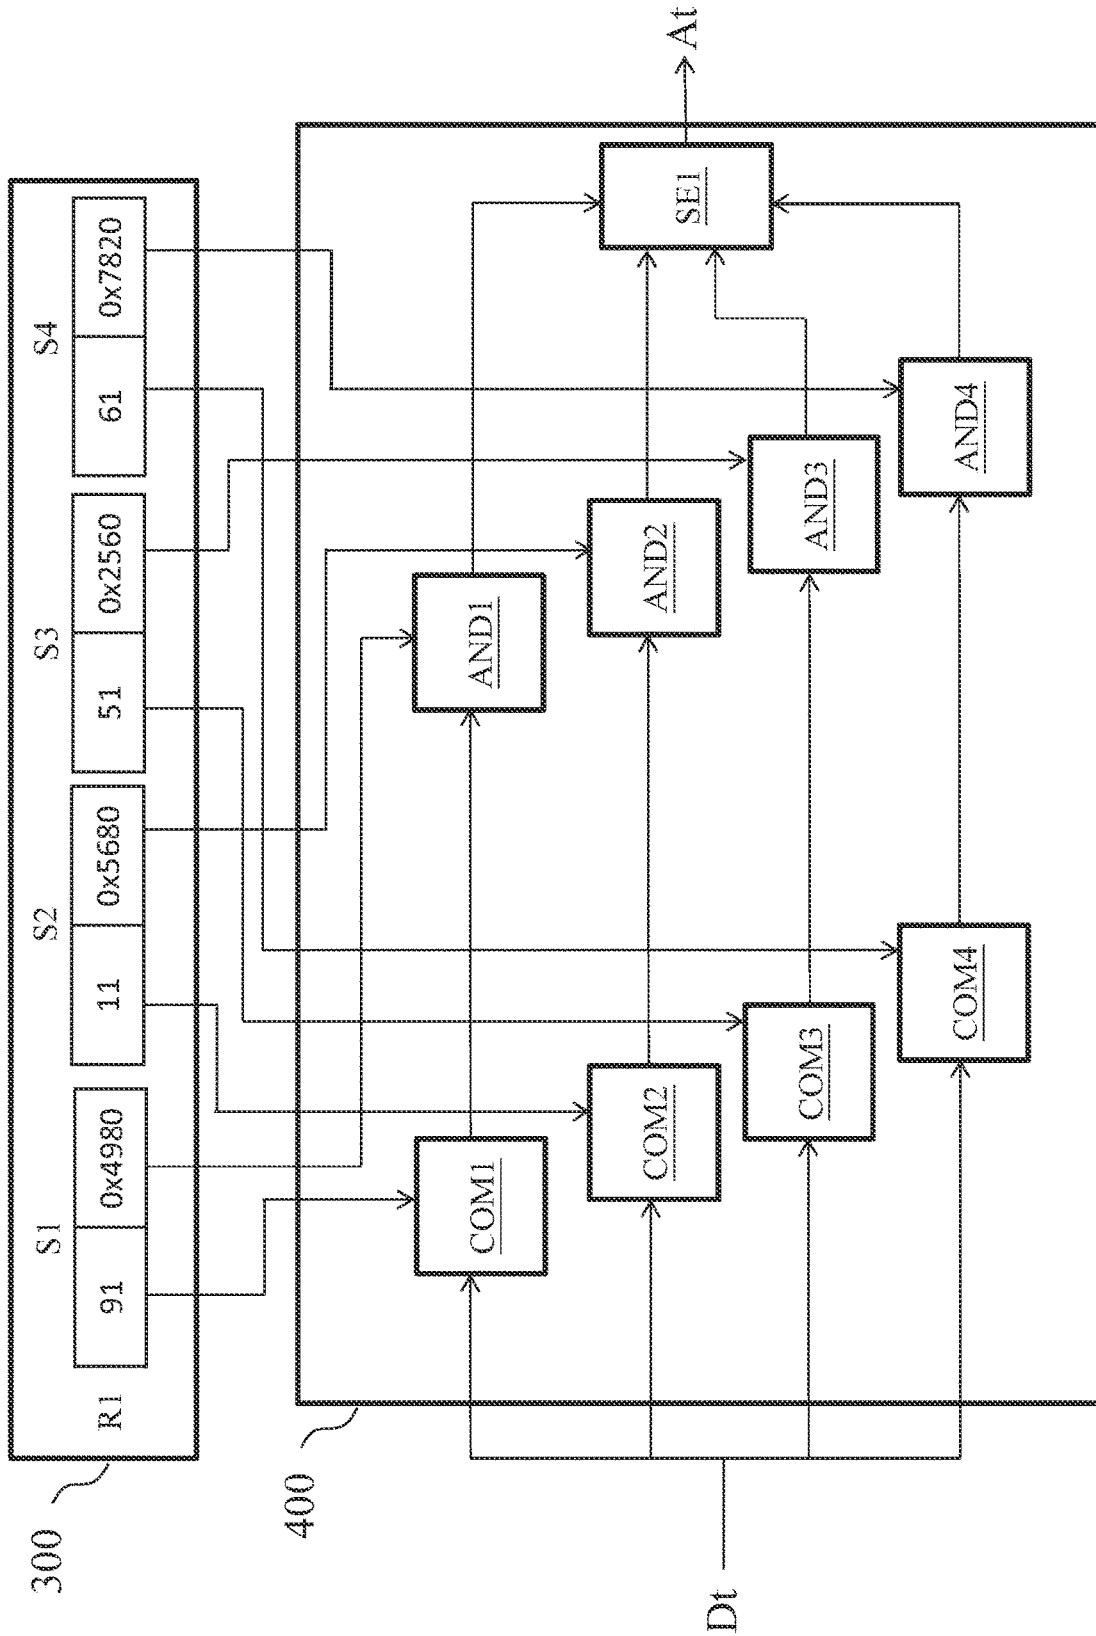 300
R1
S1
91 0x4980
S2
11 0x5680
S3
51 0x2560
S4
61 0x7820
400
Dt
COM1
COM2
COM3
COM4
AND1
AND2
AND3
AND4
SE1
At